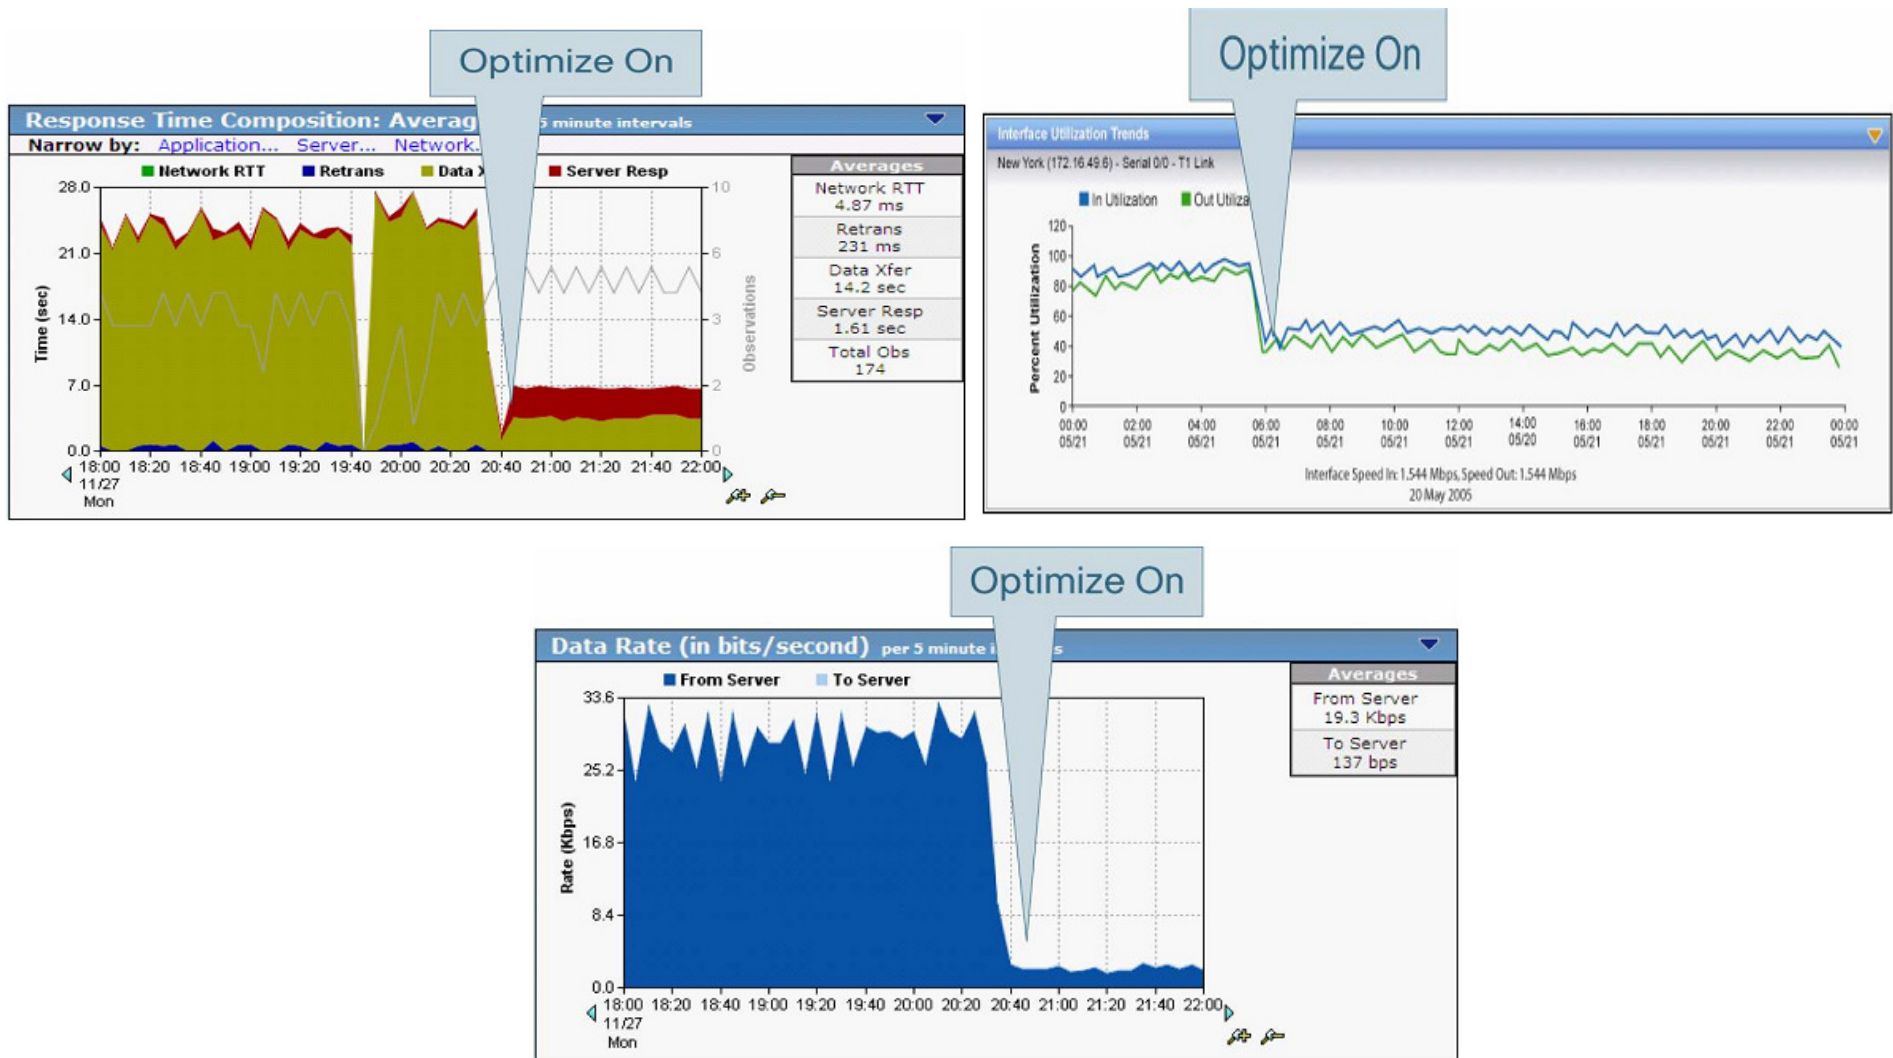 Optimize On
Response Time Composition: Averag 5 minute intervals
Narrow by: Application... Server... Network.
Network RTT Retrans Data X Server Resp
28.0
21.0
14.0
7.0
0.0
Time (sec)
10
6
3
2
0
Observations
18:00 18:20 18:40 19:00 19:20 19:40 20:00 20:20 20:40 21:00 21:20 21:40 22:00
11/27
Mon
Averages
Network RTT
4.87 ms
Retrans
231 ms
Data Xfer
14.2 sec
Server Resp
1.61 sec
Total Obs
174
Optimize On
Interface Utilization Trends
New York (172.16.49.6) - Serial 0/0 - T1 Link
In Utilization Out Utiliza
120
100
80
60
40
20
0
Percent Utilization
00:00 02:00 04:00 06:00 08:00 10:00 12:00 14:00 16:00 18:00 20:00 22:00 00:00
05/21 05/21 05/21 05/21 05/21 05/21 05/21 05/20 05/21 05/21 05/21 05/21 05/21
Interface Speed In: 1.544 Mbps, Speed Out: 1.544 Mbps
20 May 2005
Optimize On
Data Rate (in bits/second) per 5 minute i s
From Server To Server
33.6
25.2
16.8
8.4
0.0
Rate (Kbps)
18:00 18:20 18:40 19:00 19:20 19:40 20:00 20:20 20:40 21:00 21:20 21:40 22:00
11/27
Mon
Averages
From Server
19.3 Kbps
To Server
137 bps